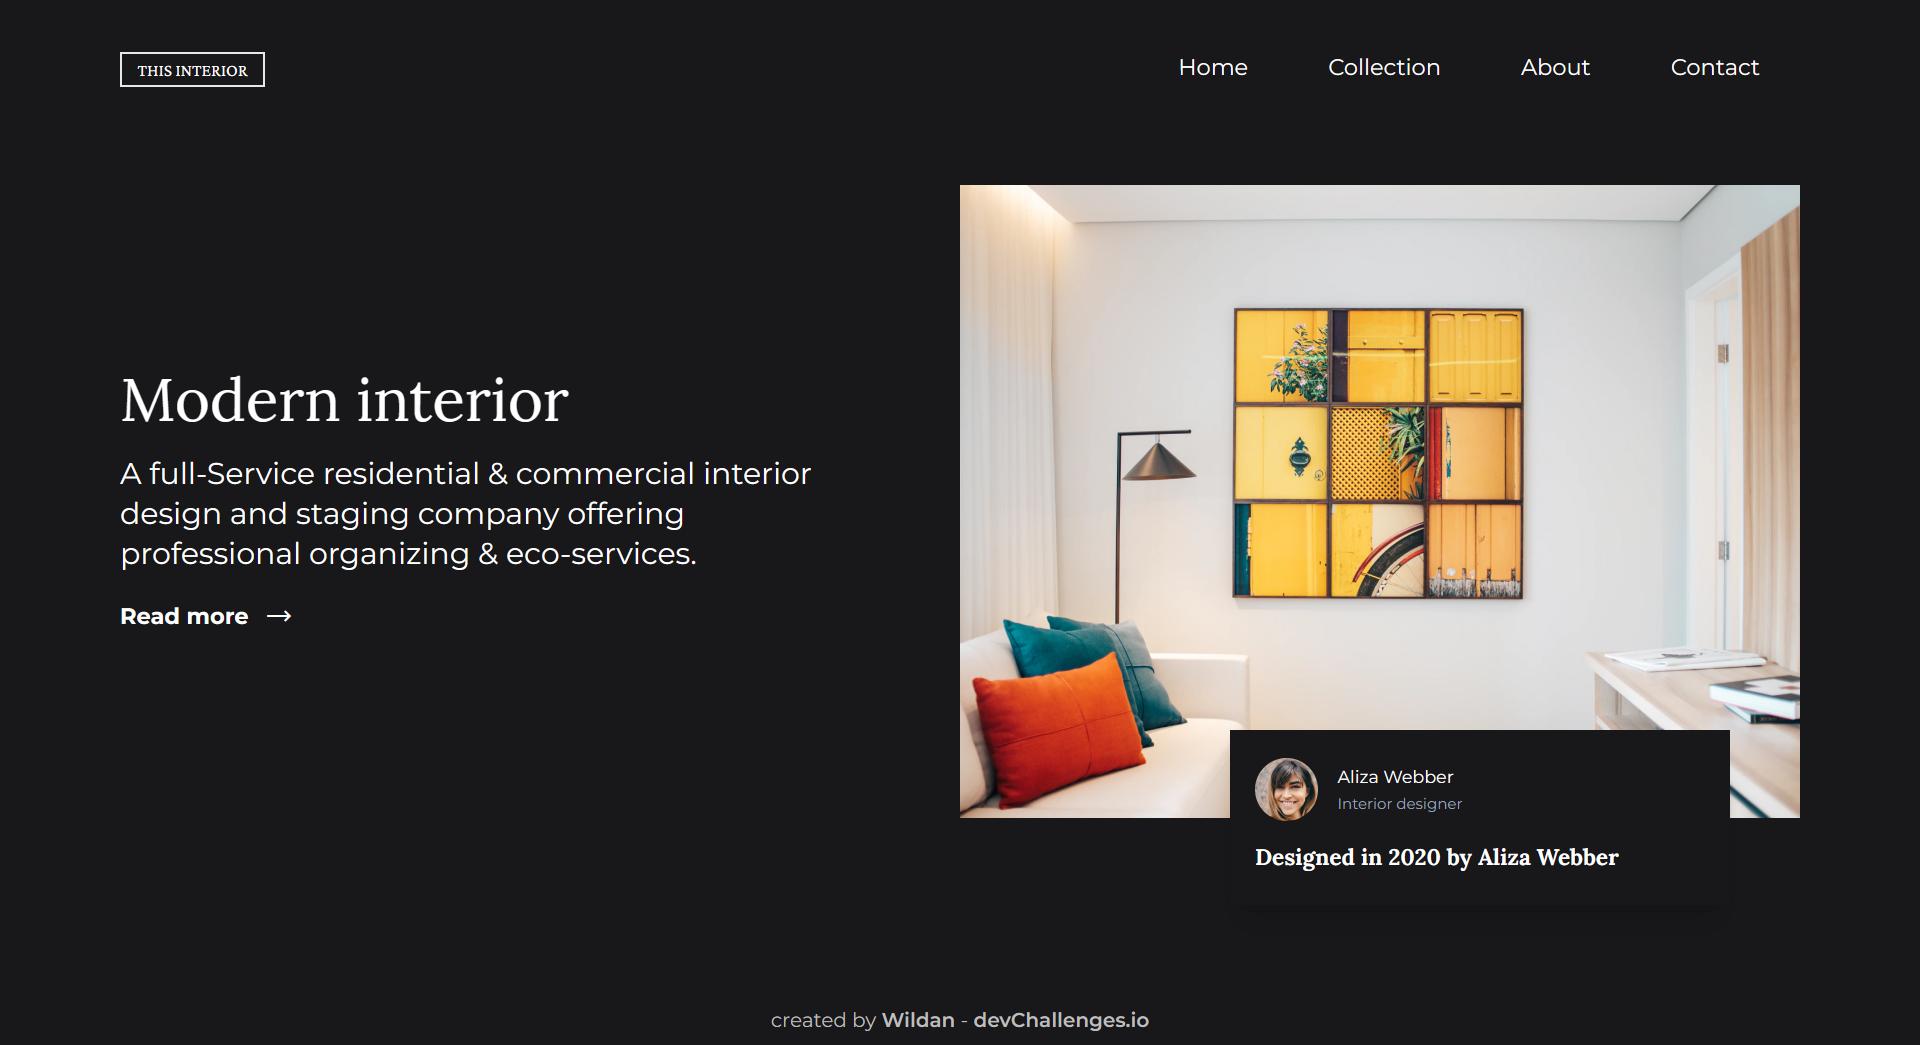 THIS INTERIOR
Home
Collection
About
Contact
Modern interior
A full-Service residential & commercial interior
design and staging company offering
professional organizing & eco-services.
Read more →
Aliza Webber
Interior designer
Designed in 2020 by Aliza Webber
created by Wildan - devChallenges.io